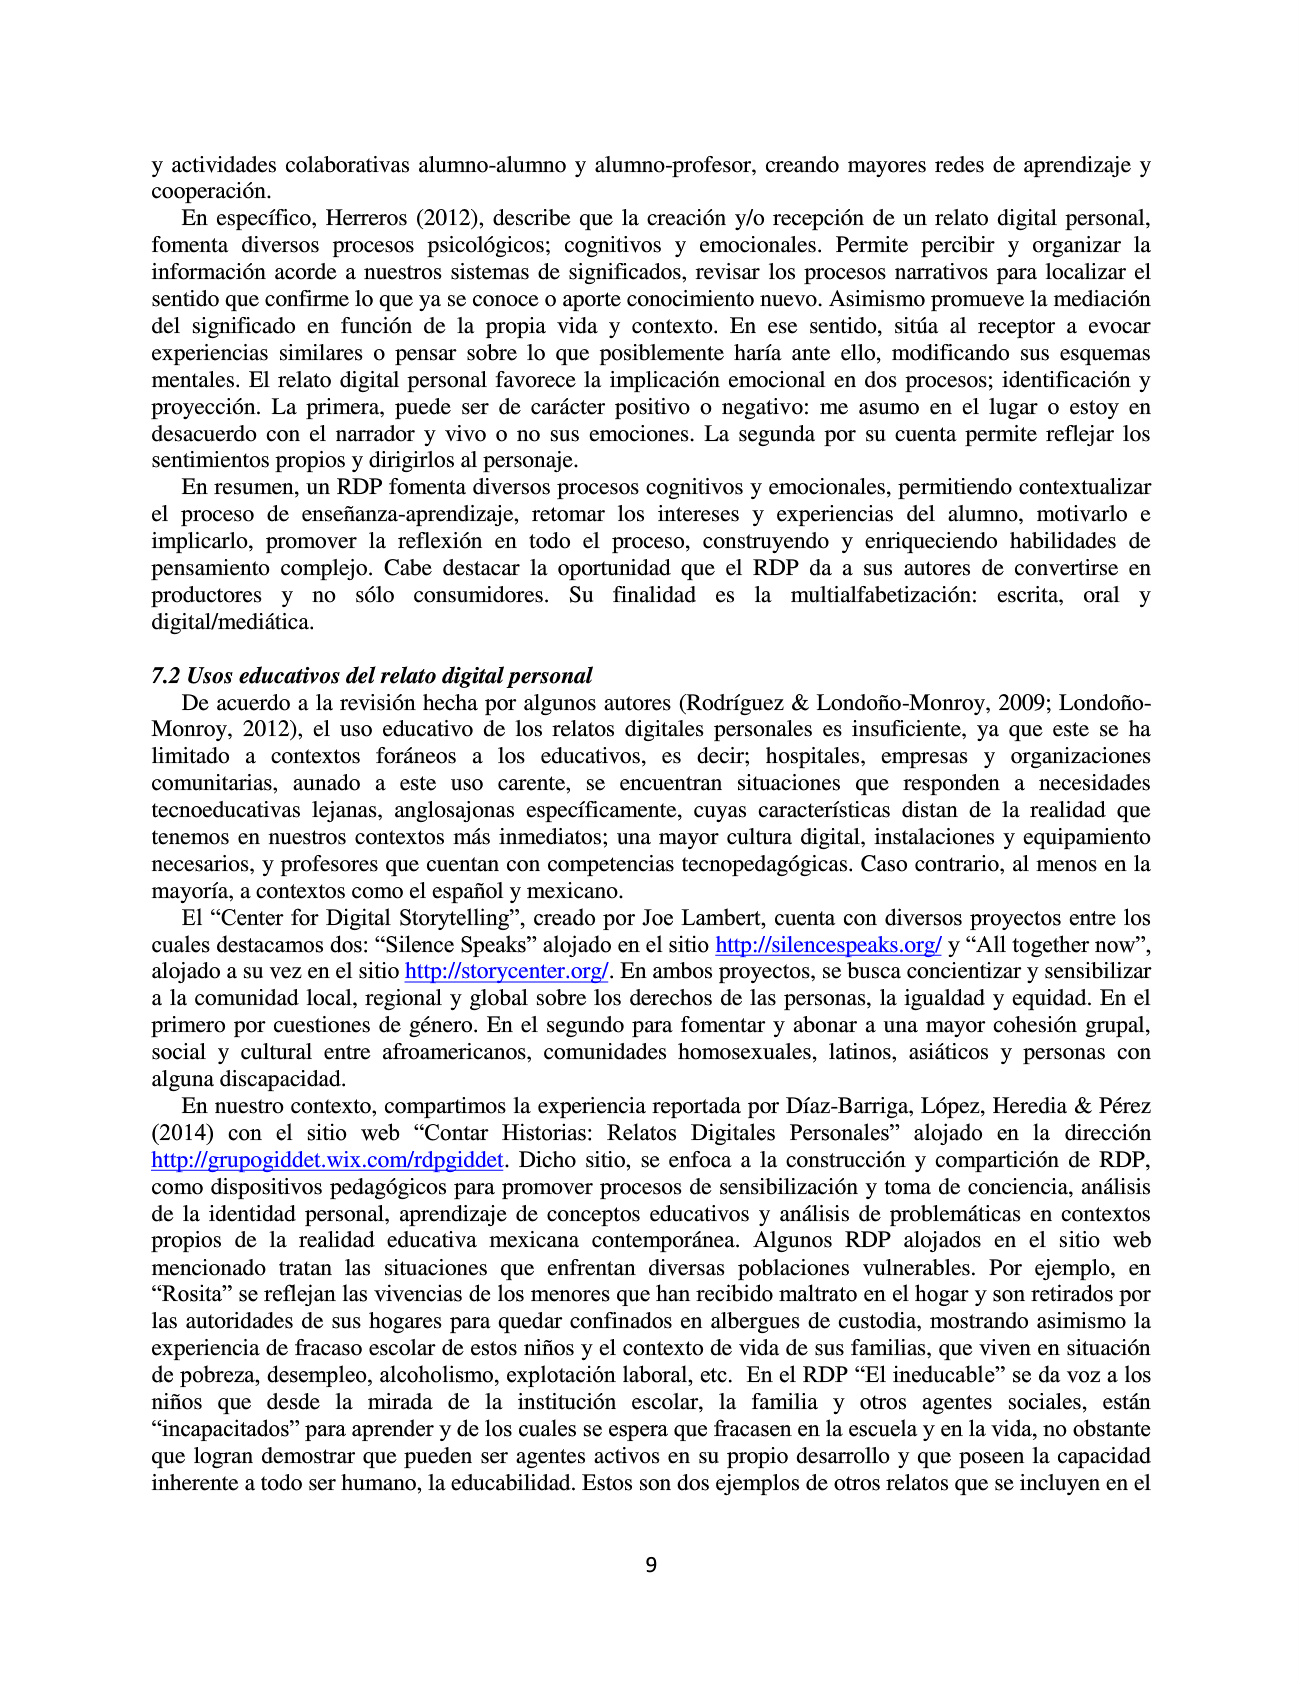 y actividades colaborativas alumno-alumno y alumno-profesor, creando mayores redes de aprendizaje y
cooperación.
En específico, Herreros (2012), describe que la creación y/o recepción de un relato digital personal,
fomenta diversos procesos psicológicos; cognitivos y emocionales. Permite percibir y organizar la
información acorde a nuestros sistemas de significados, revisar los procesos narrativos para localizar el
sentido que confirme lo que ya se conoce o aporte conocimiento nuevo. Asimismo promueve la mediación
del significado en función de la propia vida y contexto. En ese sentido, sitúa al receptor a evocar
experiencias similares o pensar sobre lo que posiblemente haría ante ello, modificando sus esquemas
mentales. El relato digital personal favorece la implicación emocional en dos procesos; identificación y
proyección. La primera, puede ser de carácter positivo o negativo: me asumo en el lugar o estoy en
desacuerdo con el narrador y vivo o no sus emociones. La segunda por su cuenta permite reflejar los
sentimientos propios y dirigirlos al personaje.
En resumen, un RDP fomenta diversos procesos cognitivos y emocionales, permitiendo contextualizar
el proceso de enseñanza-aprendizaje, retomar los intereses y experiencias del alumno, motivarlo e
implicarlo, promover la reflexión en todo el proceso, construyendo y enriqueciendo habilidades de
pensamiento complejo. Cabe destacar la oportunidad que el RDP da a sus autores de convertirse en
productores y no sólo consumidores. Su finalidad es la multialfabetización: escrita, oral y
digital/mediática.
7.2 Usos educativos del relato digital personal
De acuerdo a la revisión hecha por algunos autores (Rodríguez & Londoño-Monroy, 2009; Londoño-
Monroy, 2012), el uso educativo de los relatos digitales personales es insuficiente, ya que este se ha
limitado a contextos foráneos a los educativos, es decir; hospitales, empresas y organizaciones
comunitarias, aunado a este uso carente, se encuentran situaciones que responden a necesidades
tecnoeducativas lejanas, anglosajonas específicamente, cuyas características distan de la realidad que
tenemos en nuestros contextos más inmediatos; una mayor cultura digital, instalaciones y equipamiento
necesarios, y profesores que cuentan con competencias tecnopedagógicas. Caso contrario, al menos en la
mayoría, a contextos como el español y mexicano.
El “Center for Digital Storytelling”, creado por Joe Lambert, cuenta con diversos proyectos entre los
cuales destacamos dos: “Silence Speaks” alojado en el sitio http://silencespeaks.org/ y “All together now”,
alojado a su vez en el sitio http://storycenter.org/. En ambos proyectos, se busca concientizar y sensibilizar
a la comunidad local, regional y global sobre los derechos de las personas, la igualdad y equidad. En el
primero por cuestiones de género. En el segundo para fomentar y abonar a una mayor cohesión grupal,
social y cultural entre afroamericanos, comunidades homosexuales, latinos, asiáticos y personas con
alguna discapacidad.
En nuestro contexto, compartimos la experiencia reportada por Díaz-Barriga, López, Heredia & Pérez
(2014) con el sitio web “Contar Historias: Relatos Digitales Personales” alojado en la dirección
http://grupogiddet.wix.com/rdpgiddet. Dicho sitio, se enfoca a la construcción y compartición de RDP,
como dispositivos pedagógicos para promover procesos de sensibilización y toma de conciencia, análisis
de la identidad personal, aprendizaje de conceptos educativos y análisis de problemáticas en contextos
propios de la realidad educativa mexicana contemporánea. Algunos RDP alojados en el sitio web
mencionado tratan las situaciones que enfrentan diversas poblaciones vulnerables. Por ejemplo, en
“Rosita” se reflejan las vivencias de los menores que han recibido maltrato en el hogar y son retirados por
las autoridades de sus hogares para quedar confinados en albergues de custodia, mostrando asimismo la
experiencia de fracaso escolar de estos niños y el contexto de vida de sus familias, que viven en situación
de pobreza, desempleo, alcoholismo, explotación laboral, etc.  En el RDP “El ineducable” se da voz a los
niños que desde la mirada de la institución escolar, la familia y otros agentes sociales, están
“incapacitados” para aprender y de los cuales se espera que fracasen en la escuela y en la vida, no obstante
que logran demostrar que pueden ser agentes activos en su propio desarrollo y que poseen la capacidad
inherente a todo ser humano, la educabilidad. Estos son dos ejemplos de otros relatos que se incluyen en el
9